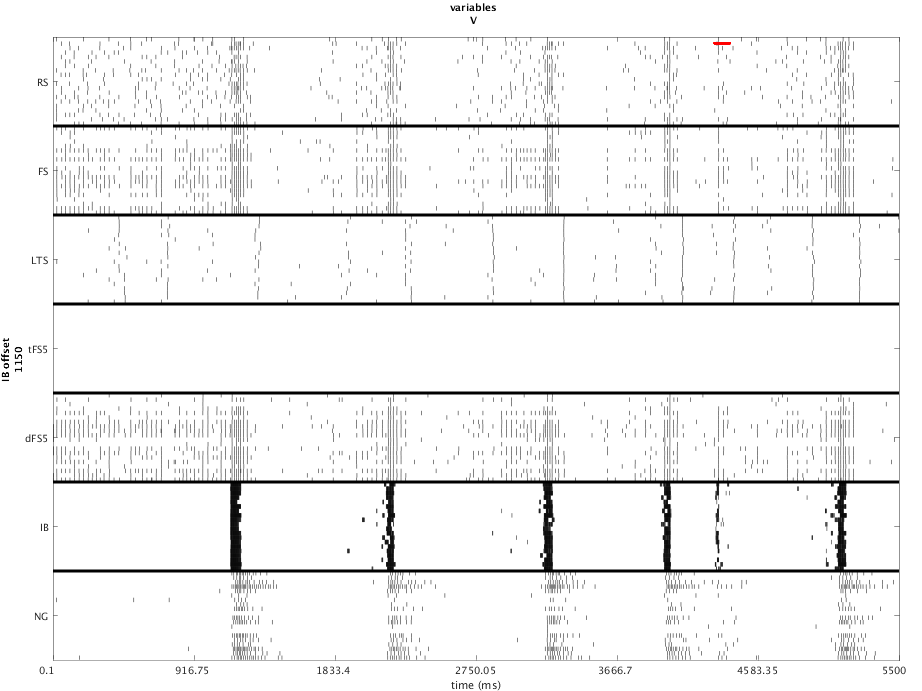 variables
V
RS
FS
LTS
tFS5
dFS5
IB
NG
IB offset
1150
0.1 916.75 1833.4 2750.05 3666.7 4583.35 5500
time (ms)